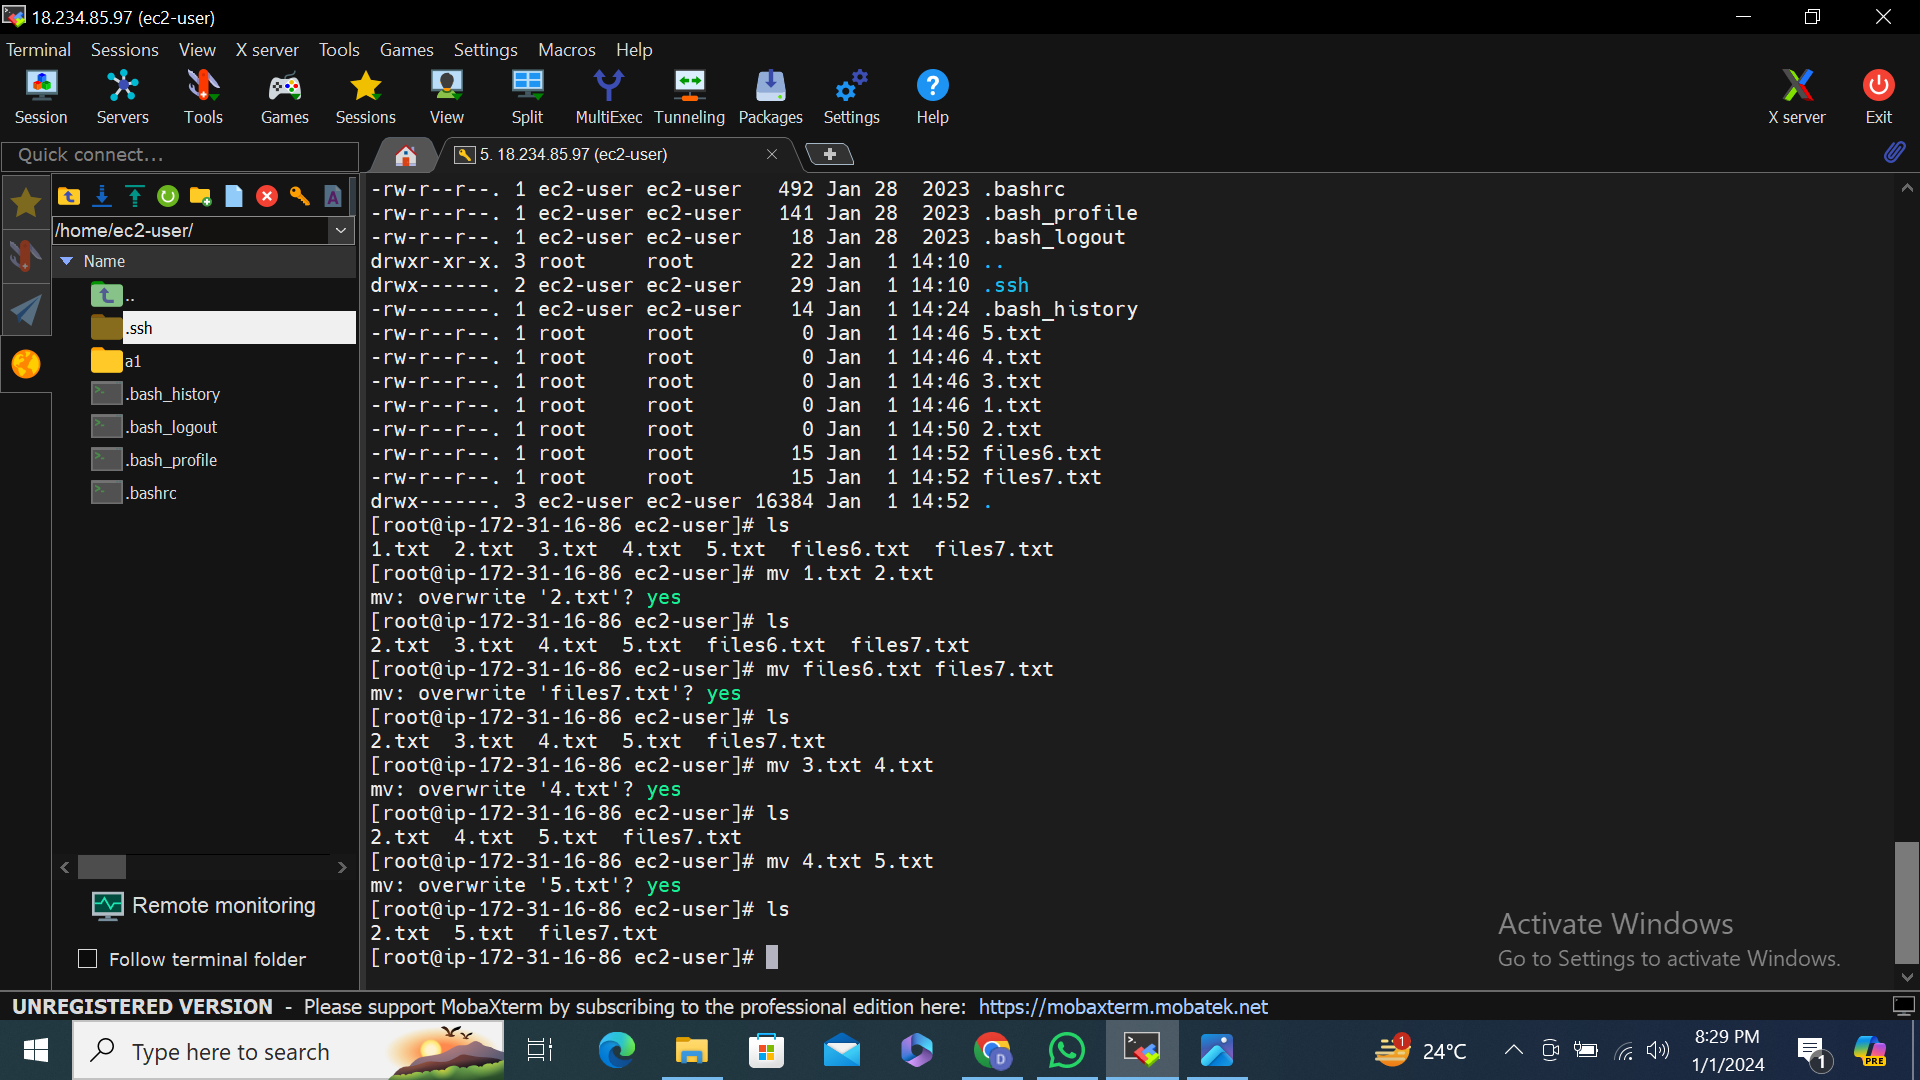 18.234.85.97 (ec2-user)
Terminal Sessions View X server Tools Games Settings Macros Help
Session Servers Tools Games Sessions View Split MultiExec Tunneling Packages Settings Help X server Exit
Quick connect...
5. 18.234.85.97 (ec2-user)
/home/ec2-user/
Name
..
.ssh
a1
.bash_history
.bash_logout
.bash_profile
.bashrc
Remote monitoring
Follow terminal folder
-rw-r--r--. 1 ec2-user ec2-user   492 Jan 28  2023 .bashrc
-rw-r--r--. 1 ec2-user ec2-user   141 Jan 28  2023 .bash_profile
-rw-r--r--. 1 ec2-user ec2-user    18 Jan 28  2023 .bash_logout
drwxr-xr-x. 3 root     root        22 Jan  1 14:10 ..
drwx------. 2 ec2-user ec2-user    29 Jan  1 14:10 .ssh
-rw-------. 1 ec2-user ec2-user    14 Jan  1 14:24 .bash_history
-rw-r--r--. 1 root     root         0 Jan  1 14:46 5.txt
-rw-r--r--. 1 root     root         0 Jan  1 14:46 4.txt
-rw-r--r--. 1 root     root         0 Jan  1 14:46 3.txt
-rw-r--r--. 1 root     root         0 Jan  1 14:46 1.txt
-rw-r--r--. 1 root     root         0 Jan  1 14:50 2.txt
-rw-r--r--. 1 root     root        15 Jan  1 14:52 files6.txt
-rw-r--r--. 1 root     root        15 Jan  1 14:52 files7.txt
drwx------. 3 ec2-user ec2-user 16384 Jan  1 14:52 .
[root@ip-172-31-16-86 ec2-user]# ls
1.txt  2.txt  3.txt  4.txt  5.txt  files6.txt  files7.txt
[root@ip-172-31-16-86 ec2-user]# mv 1.txt 2.txt
mv: overwrite '2.txt'? yes
[root@ip-172-31-16-86 ec2-user]# ls
2.txt  3.txt  4.txt  5.txt  files6.txt  files7.txt
[root@ip-172-31-16-86 ec2-user]# mv files6.txt files7.txt
mv: overwrite 'files7.txt'? yes
[root@ip-172-31-16-86 ec2-user]# ls
2.txt  3.txt  4.txt  5.txt  files7.txt
[root@ip-172-31-16-86 ec2-user]# mv 3.txt 4.txt
mv: overwrite '4.txt'? yes
[root@ip-172-31-16-86 ec2-user]# ls
2.txt  4.txt  5.txt  files7.txt
[root@ip-172-31-16-86 ec2-user]# mv 4.txt 5.txt
mv: overwrite '5.txt'? yes
[root@ip-172-31-16-86 ec2-user]# ls
2.txt  5.txt  files7.txt
[root@ip-172-31-16-86 ec2-user]#
Activate Windows
Go to Settings to activate Windows.
UNREGISTERED VERSION - Please support MobaXterm by subscribing to the professional edition here: https://mobaxterm.mobatek.net
Type here to search
D
1
24°C
8:29 PM
1/1/2024
1
PRE